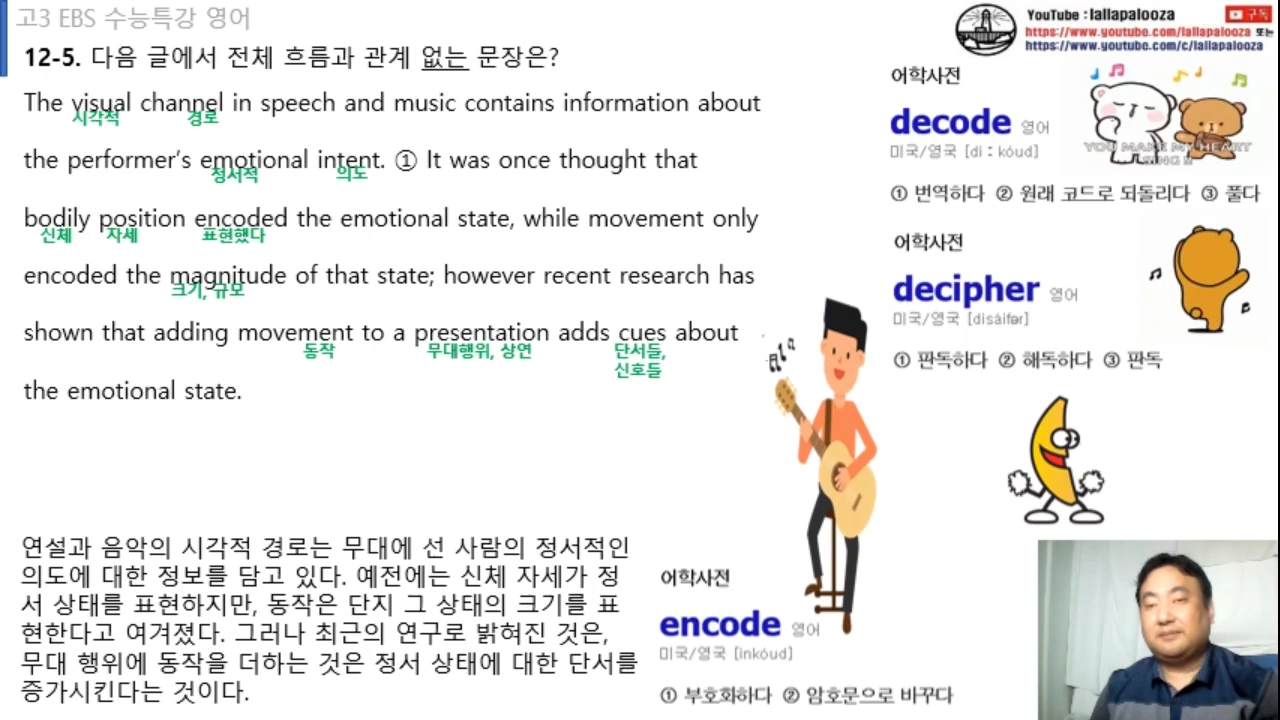 고3 EBS 수능특강 영어
12-5. 다음 글에서 전체 흐름과 관계 없는 문장은?
The visual channel in speech and music contains information about
시각적 경로
the performer's emotional intent. ① It was once thought that
정서적 의도
bodily position encoded the emotional state, while movement only
신체 자세 표현했다
encoded the magnitude of that state; however recent research has
크기, 규모
shown that adding movement to a presentation adds cues about
동작 무대행위, 상연 단서들,
신호들
the emotional state.
연설과 음악의 시각적 경로는 무대에 선 사람의 정서적인
의도에 대한 정보를 담고 있다. 예전에는 신체 자세가 정
서 상태를 표현하지만, 동작은 단지 그 상태의 크기를 표
현한다고 여겨졌다. 그러나 최근의 연구로 밝혀진 것은,
무대 행위에 동작을 더하는 것은 정서 상태에 대한 단서를
증가시킨다는 것이다.
YouTube : lallapalooza
구독
https://www.youtube.com/lallapalooza 또는
https://www.youtube.com/c/lallapalooza
어학사전
decode 영어
미국/영국 [diːkóud]
YOU MAKE MY HEART
SING !!
① 번역하다 ② 원래 코드로 되돌리다 ③ 풀다
어학사전
decipher 영어
미국/영국 [disáifər]
① 판독하다 ② 해독하다 ③ 판독
어학사전
encode 영어
미국/영국 [inkóud]
① 부호화하다 ② 암호문으로 바꾸다